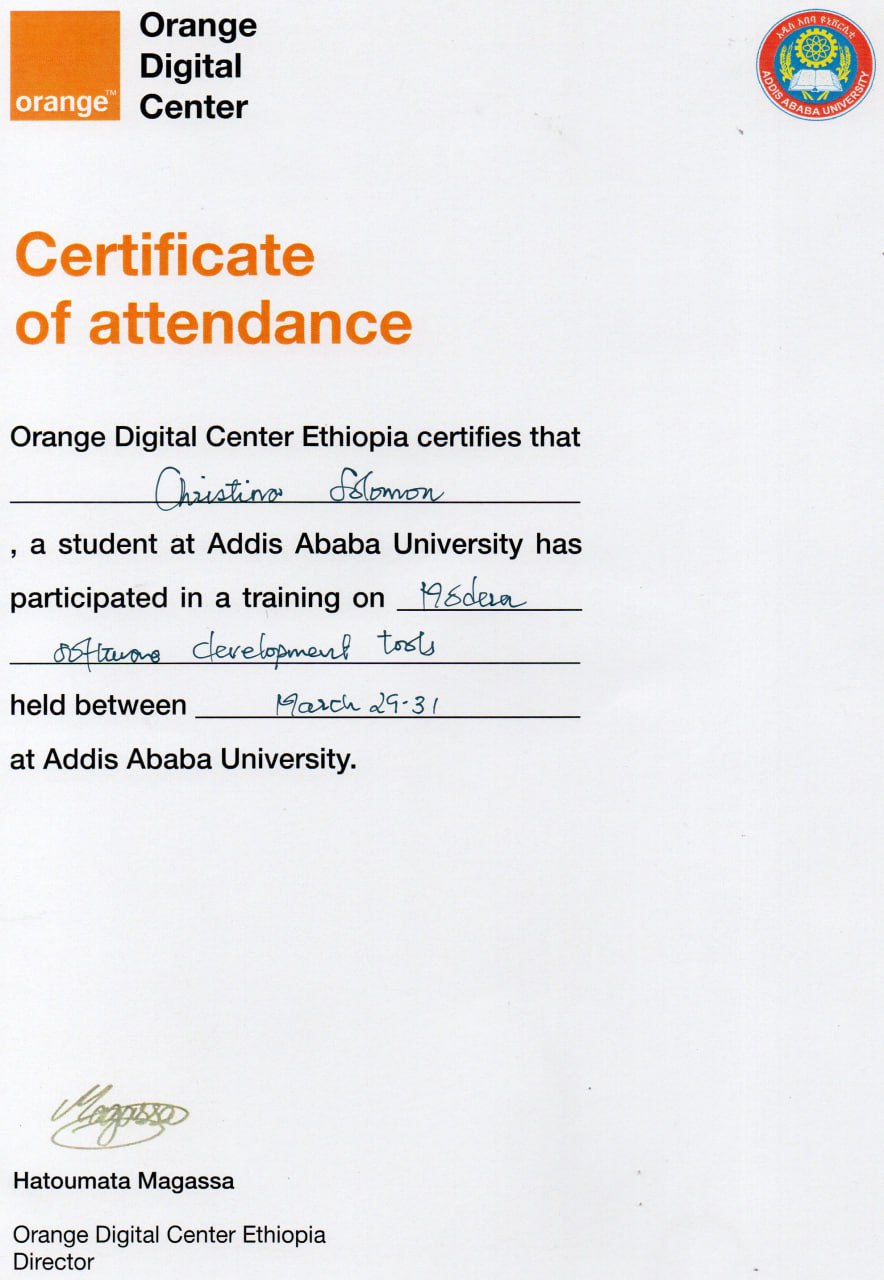 orange™
Orange
Digital
Center
አዲስ አበባ ዩኒቨርሲቲ
ADDIS ABABA UNIVERSITY
Certificate
of attendance
Orange Digital Center Ethiopia certifies that
Christina Solomon
, a student at Addis Ababa University has
participated in a training on Modern
software development tools
held between March 29-31
at Addis Ababa University.
Magassa
Hatoumata Magassa
Orange Digital Center Ethiopia
Director